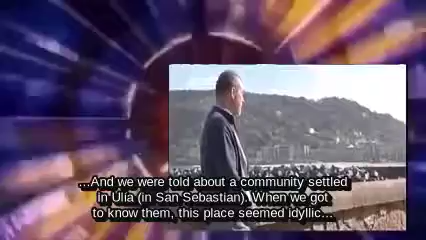 ...And we were told about a community settled
in Ulia (in San Sebastian). When we got
to know them, this place seemed idyllic...